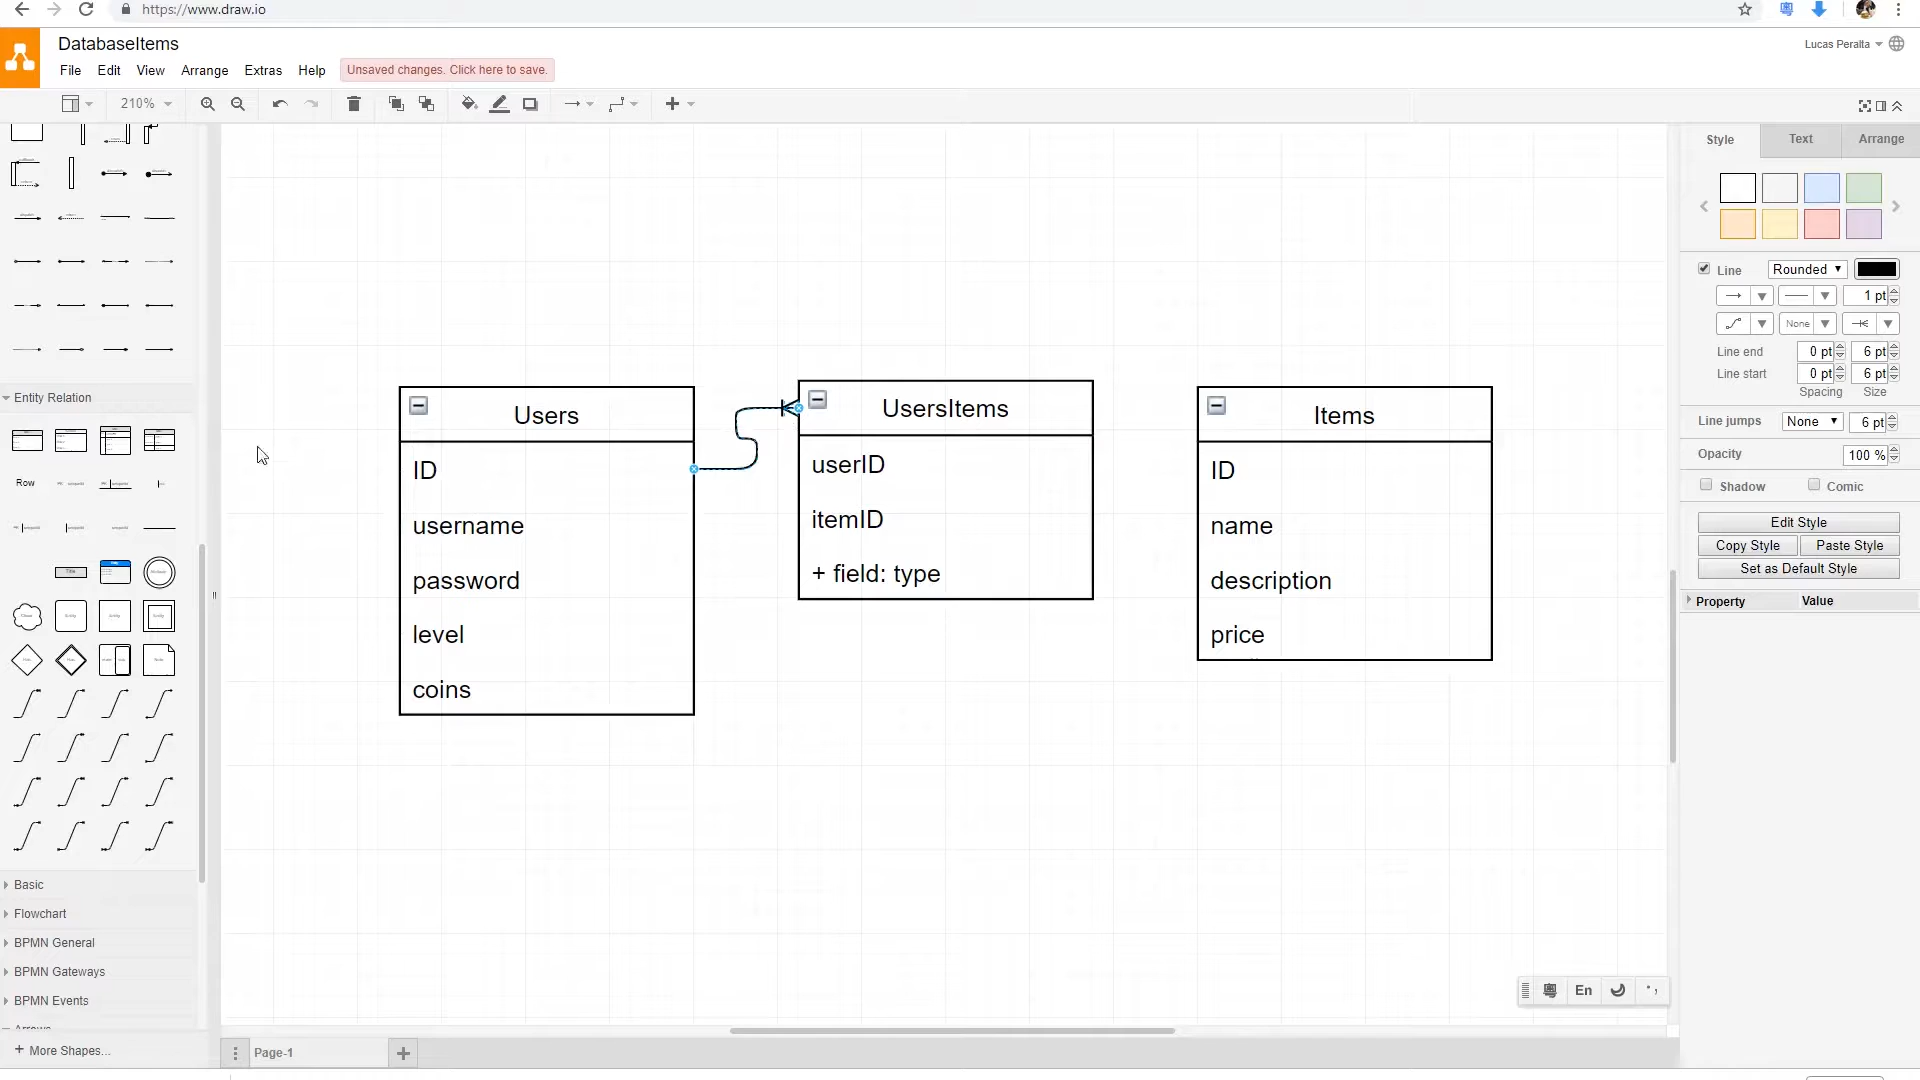 https://www.draw.io
DatabaseItems
Lucas Peralta
File Edit View Arrange Extras Help
Unsaved changes. Click here to save.
210%
Style Text Arrange
Line Rounded
1 pt
None
Line end 0 pt 6 pt
Line start 0 pt 6 pt
Spacing Size
Line jumps None 6 pt
Opacity 100 %
Shadow Comic
Edit Style
Copy Style Paste Style
Set as Default Style
Property Value
Entity Relation
Row
Title
Basic
Flowchart
BPMN General
BPMN Gateways
BPMN Events
Arrows
+ More Shapes...
Users
ID
username
password
level
coins
UsersItems
userID
itemID
+ field: type
Items
ID
name
description
price
En
Page-1